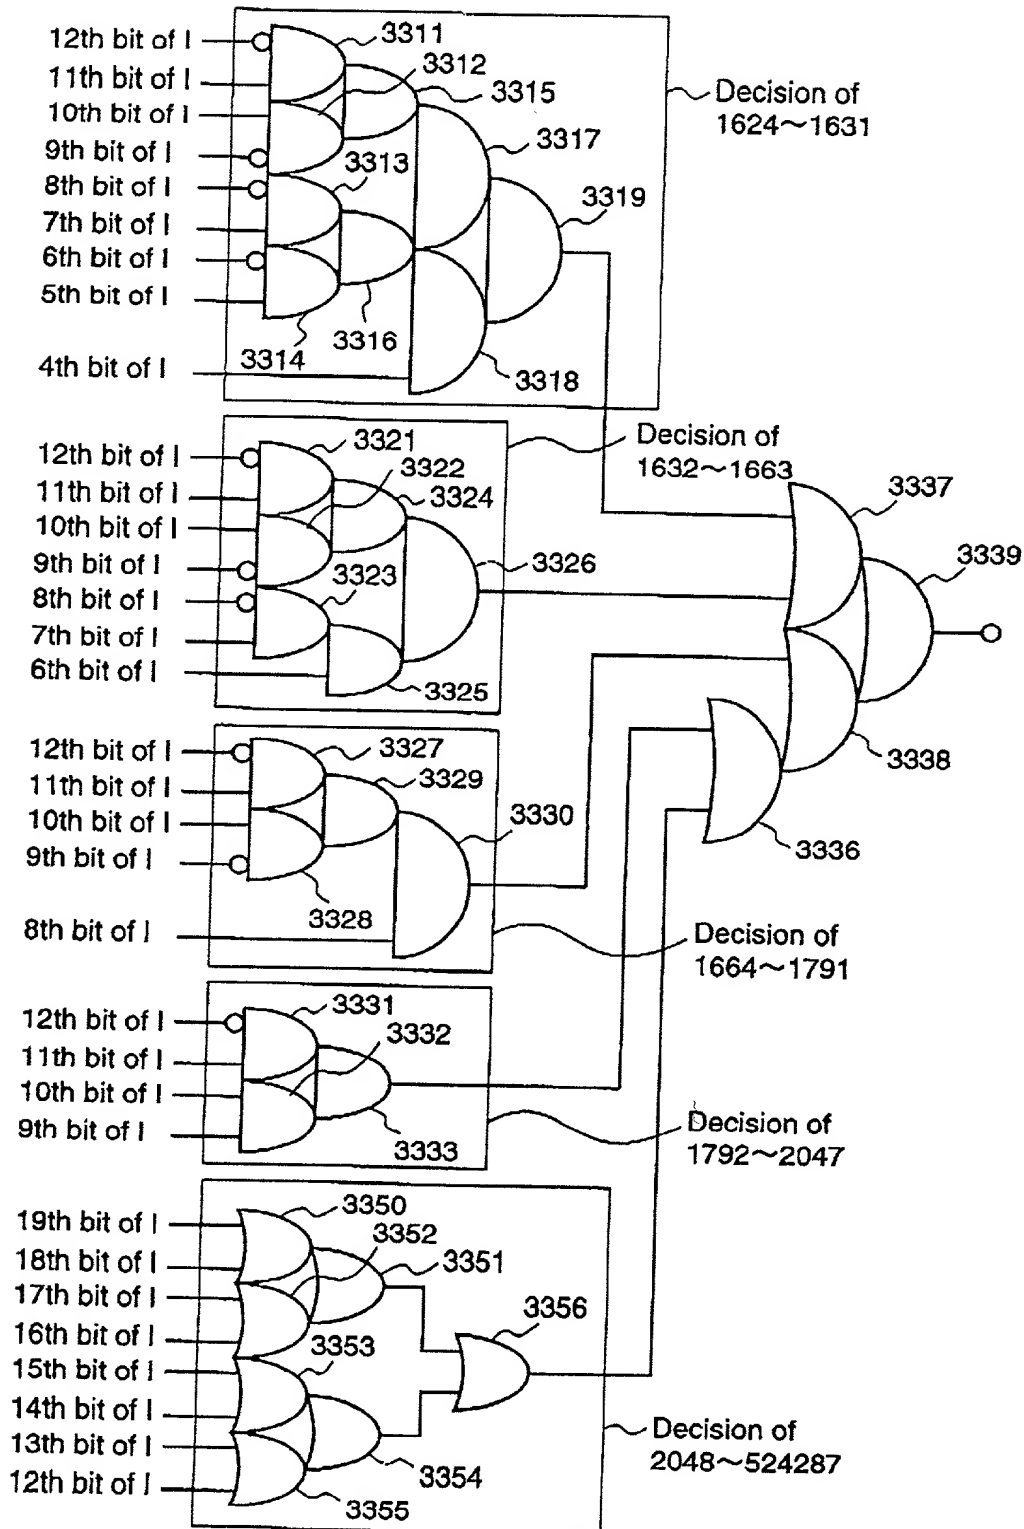 12th bit of I
11th bit of I
10th bit of I
9th bit of I
8th bit of I
7th bit of I
6th bit of I
5th bit of I
4th bit of I
3311
3312
3315
3317
3313
3319
3316
3314
3318
Decision of
1624~1631
12th bit of I
11th bit of I
10th bit of I
9th bit of I
8th bit of I
7th bit of I
6th bit of I
3321
3322
3324
3326
3323
3325
Decision of
1632~1663
3337
3339
3338
3336
12th bit of I
11th bit of I
10th bit of I
9th bit of I
8th bit of I
3327
3329
3330
3328
Decision of
1664~1791
12th bit of I
11th bit of I
10th bit of I
9th bit of I
3331
3332
3333
Decision of
1792~2047
19th bit of I
18th bit of I
17th bit of I
16th bit of I
15th bit of I
14th bit of I
13th bit of I
12th bit of I
3350
3352
3351
3356
3353
3354
3355
Decision of
2048~524287